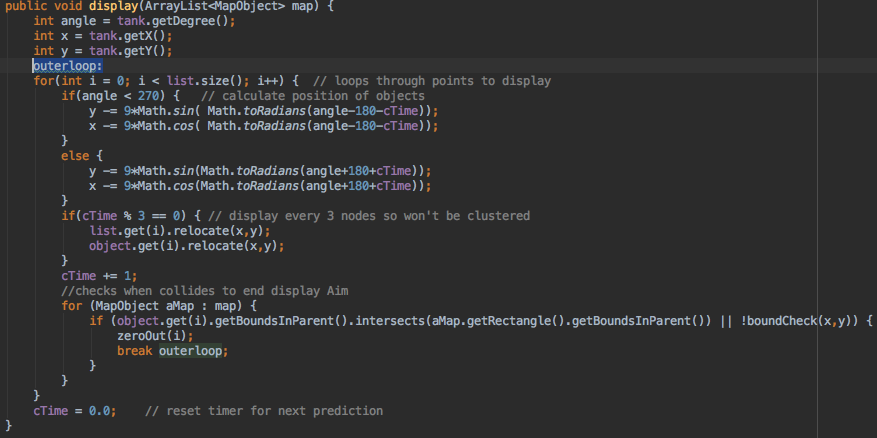 public void display(ArrayList<MapObject> map) {
    int angle = tank.getDegree();
    int x = tank.getX();
    int y = tank.getY();
    outerloop:
    for(int i = 0; i < list.size(); i++) {  // loops through points to display
        if(angle < 270) {   // calculate position of objects
            y -= 9*Math.sin( Math.toRadians(angle-180-cTime));
            x -= 9*Math.cos( Math.toRadians(angle-180-cTime));
        }
        else {
            y -= 9*Math.sin(Math.toRadians(angle+180+cTime));
            x -= 9*Math.cos(Math.toRadians(angle+180+cTime));
        }
        if(cTime % 3 == 0) { // display every 3 nodes so won't be clustered
            list.get(i).relocate(x,y);
            object.get(i).relocate(x,y);
        }
        cTime += 1;
        //checks when collides to end display Aim
        for (MapObject aMap : map) {
            if (object.get(i).getBoundsInParent().intersects(aMap.getRectangle().getBoundsInParent()) || !boundCheck(x,y)) {
                zeroOut(i);
                break outerloop;
            }
        }
    }
    cTime = 0.0;    // reset timer for next prediction
}